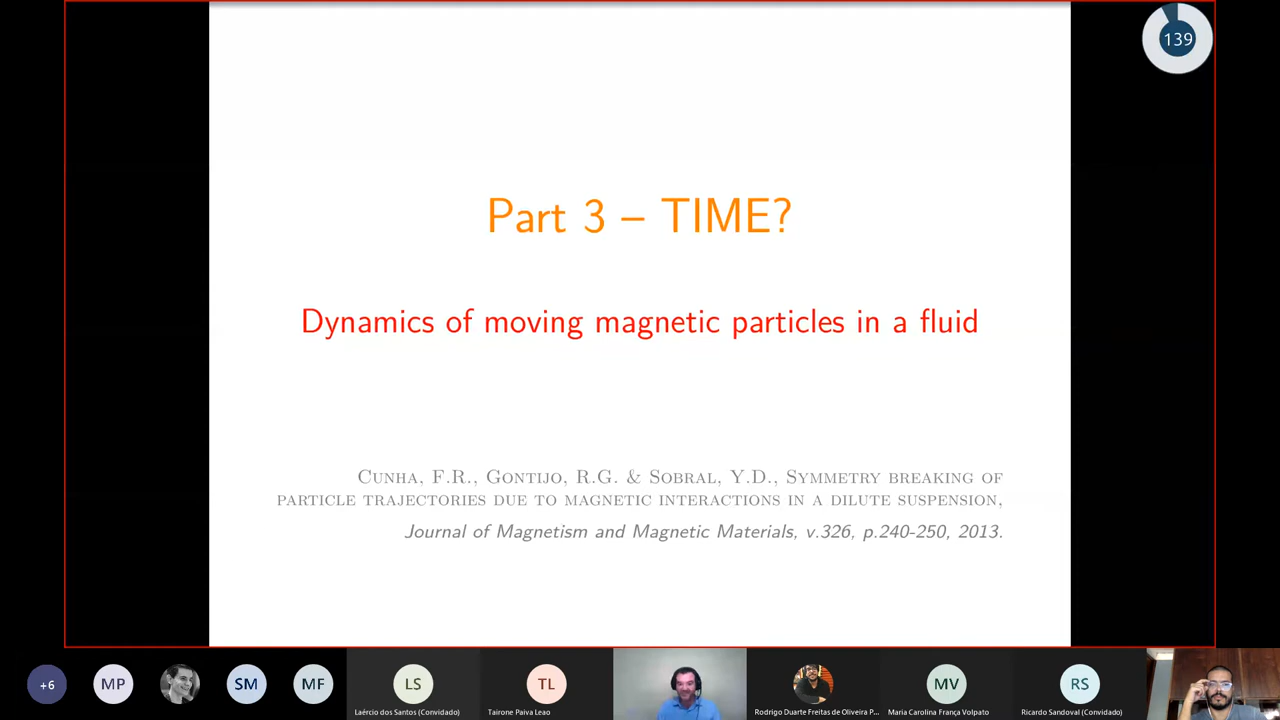 139
Part 3 – TIME?
Dynamics of moving magnetic particles in a fluid
Cunha, F.R., Gontijo, R.G. & Sobral, Y.D., Symmetry breaking of
particle trajectories due to magnetic interactions in a dilute suspension,
Journal of Magnetism and Magnetic Materials, v.326, p.240-250, 2013.
+6
MP
SM
MF
LS
TL
MV
RS
Laércio dos Santos (Convidado)
Tairone Paiva Leao
Rodrigo Duarte Freitas de Oliveira P...
Maria Carolina França Volpato
Ricardo Sandoval (Convidado)